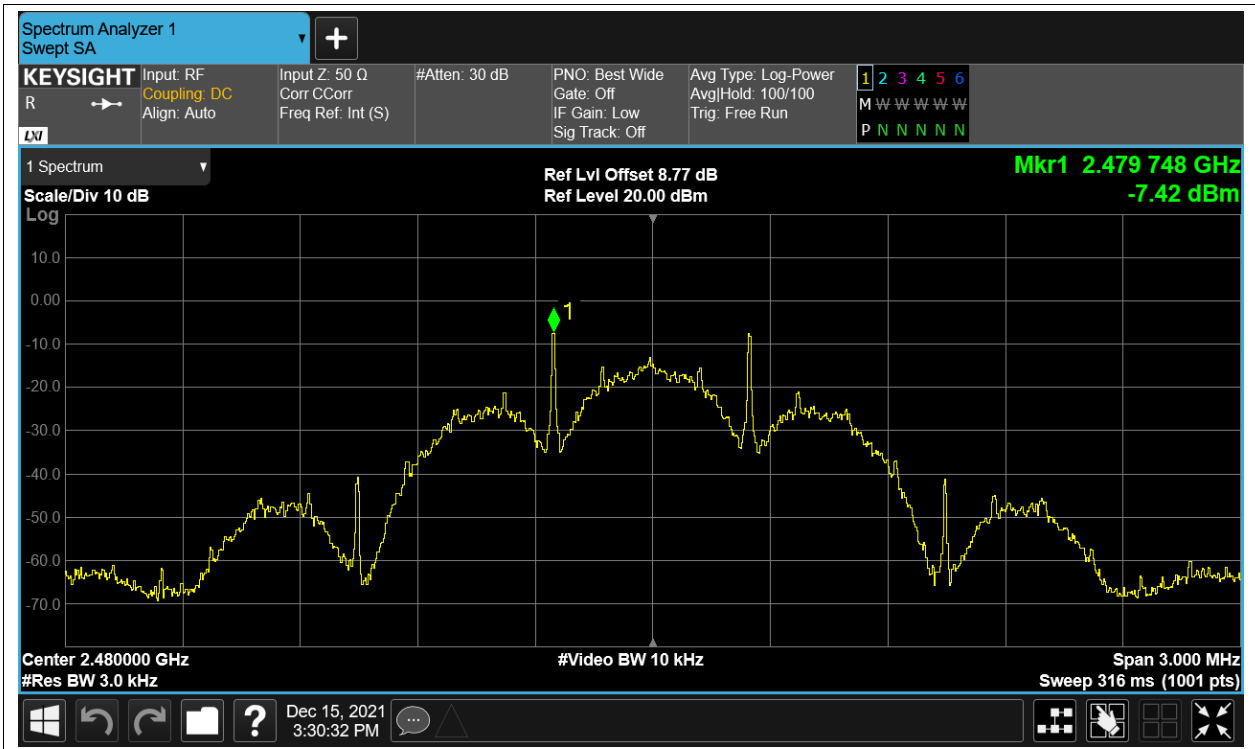 Spectrum Analyzer 1
Swept SA
KEYSIGHT
R
LXI
Input: RF
Coupling: DC
Align: Auto
Input Z: 50 Ω
Corr CCorr
Freq Ref: Int (S)
#Atten: 30 dB
PNO: Best Wide
Gate: Off
IF Gain: Low
Sig Track: Off
Avg Type: Log-Power
Avg|Hold: 100/100
Trig: Free Run
1 2 3 4 5 6
M W W W W W W
P N N N N N N
1 Spectrum
Scale/Div 10 dB
Ref Lvl Offset 8.77 dB
Ref Level 20.00 dBm
Mkr1 2.479 748 GHz
-7.42 dBm
Log
10.0
0.00
-10.0
-20.0
-30.0
-40.0
-50.0
-60.0
-70.0
1
Center 2.480000 GHz
#Res BW 3.0 kHz
#Video BW 10 kHz
Span 3.000 MHz
Sweep 316 ms (1001 pts)
?
Dec 15, 2021
3:30:32 PM